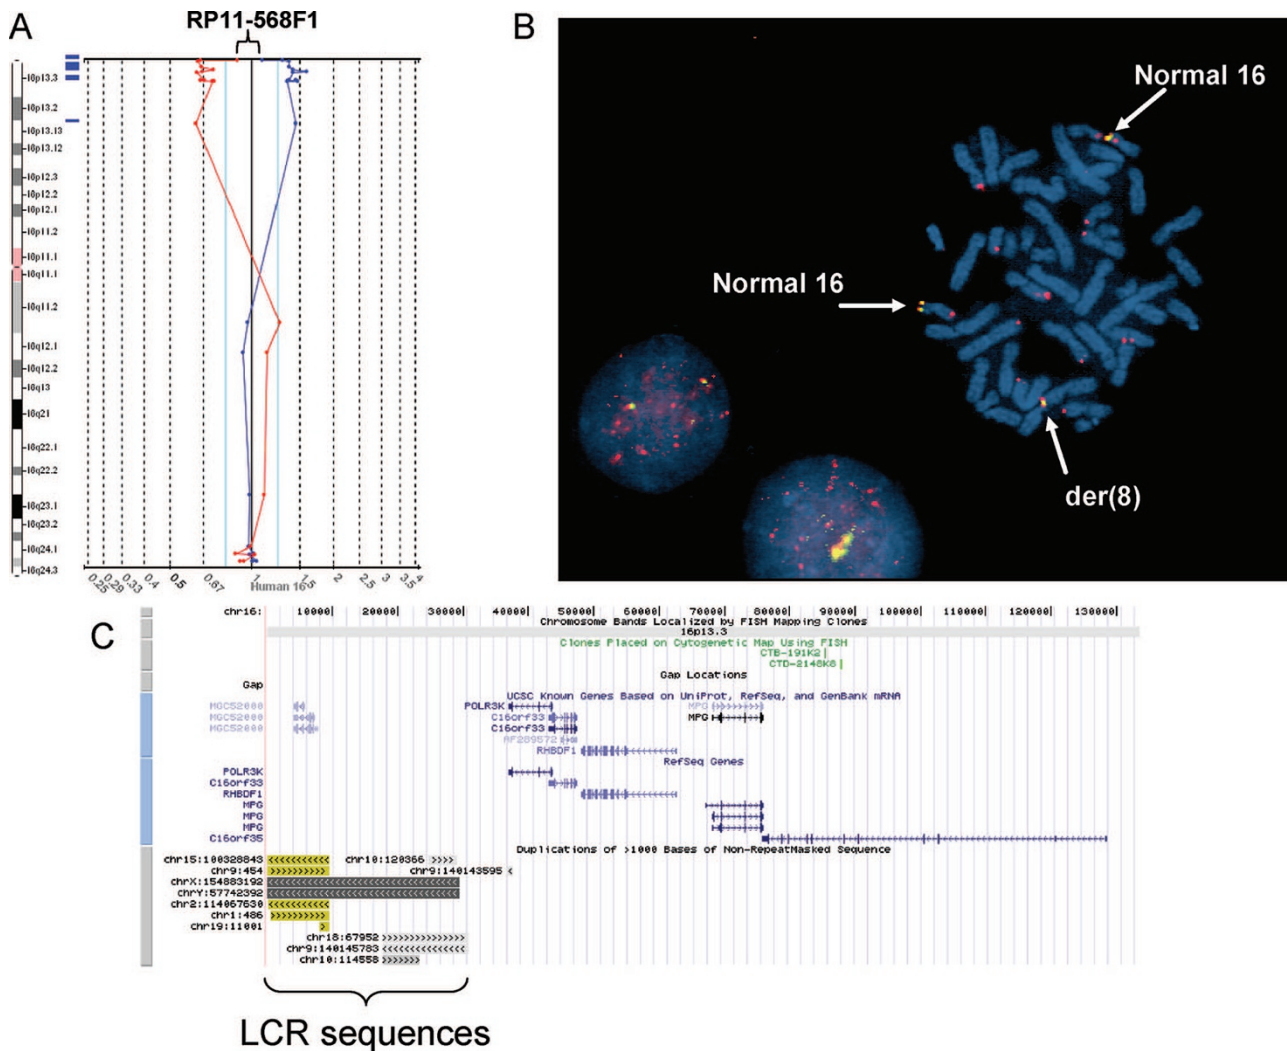 A
RP11-568F1
16p13.3
16p13.2
16p13.13
16p13.12
16p12.3
16p12.2
16p12.1
16p11.2
16p11.1
16q11.1
16q11.2
16q12.1
16q12.2
16q13
16q21
16q22.1
16q22.2
16q23.1
16q23.2
16q24.1
16q24.3
0.25 0.29 0.33 0.4 0.5 0.67 1 1.5 2 2.5 3 3.5 4
Human 16
B
Normal 16
Normal 16
der(8)
C
chr16: 10000| 20000| 30000| 40000| 50000| 60000| 70000| 80000| 90000| 100000| 110000| 120000| 130000|
Chromosome Bands Localized by FISH Mapping Clones
16p13.3
Clones Placed on Cytogenetic Map Using FISH
CTB-191K2
CTD-2148K8
Gap Locations
Gap
UCSC Known Genes Based on UniProt, RefSeq, and GenBank mRNA
MGC52000 POLR3K MPG
MGC52000 C16orf33 MPG
MGC52000 C16orf33
AF289572
RHBDF1
RefSeq Genes
POLR3K
C16orf33
RHBDF1
MPG
MPG
MPG
C16orf35
Duplications of >1000 Bases of Non-RepeatMasked Sequence
chr15:100328843 chr10:120366
chr9:454 chr9:140143595
chrX:154883192
chrY:57742392
chr2:114067630
chr1:486
chr19:11001
chr18:67952
chr9:140145783
chr10:114558
LCR sequences